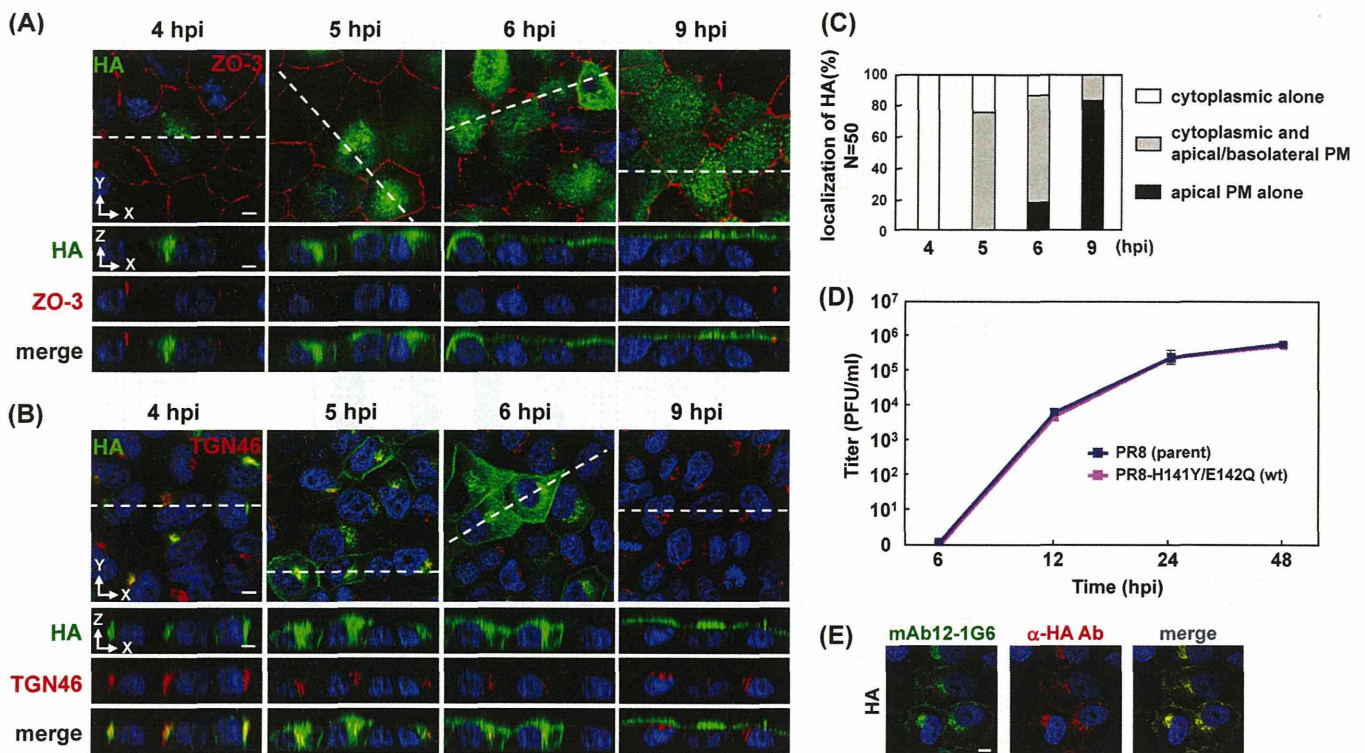 (A)
4 hpi 5 hpi 6 hpi 9 hpi
HA ZO-3
Y
X
Z
X
HA
ZO-3
merge
(B)
4 hpi 5 hpi 6 hpi 9 hpi
HA TGN46
Y
X
Z
X
HA
TGN46
merge
(C)
localization of HA(%)
N=50
100
80
60
40
20
0
4 5 6 9 (hpi)
cytoplasmic alone
cytoplasmic and
apical/basolateral PM
apical PM alone
(D)
Titer (PFU/ml)
10⁷
10⁶
10⁵
10⁴
10³
10²
10¹
0
6 12 24 48
Time (hpi)
PR8 (parent)
PR8-H141Y/E142Q (wt)
(E)
mAb12-1G6 α-HA Ab merge
HA